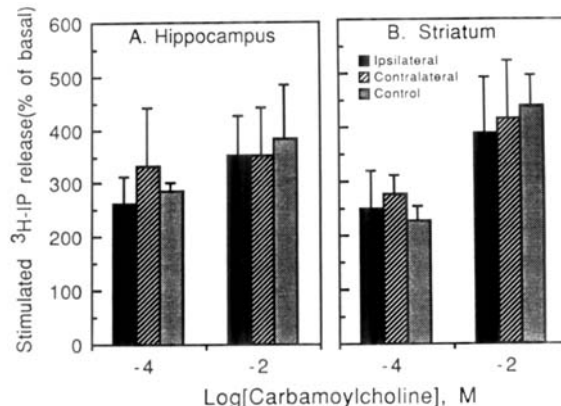 Stimulated ³H-IP release(% of basal)
600
500
400
300
200
100
0
A. Hippocampus
B. Striatum
Ipsilateral
Contralateral
Control
-4
-2
-4
-2
Log[Carbamoylcholine], M